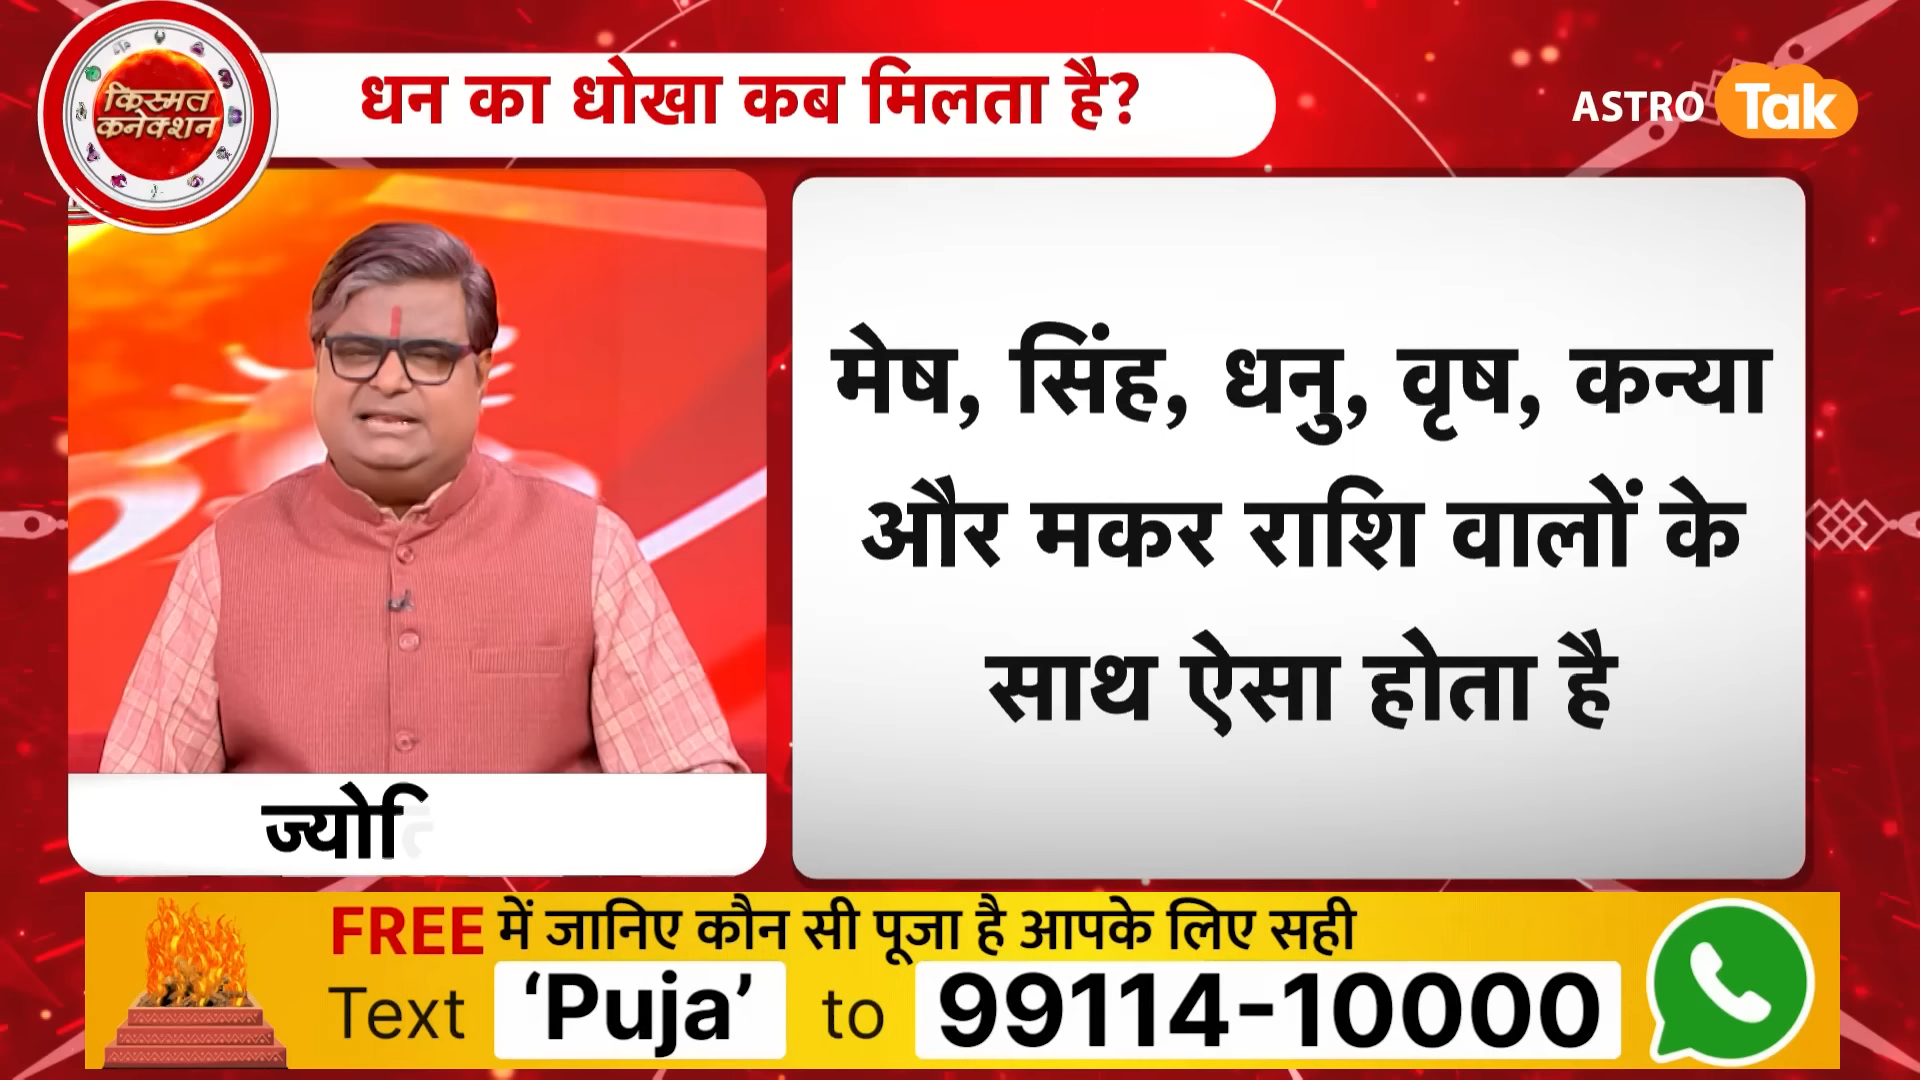 किस्मत
कनेक्शन
धन का धोखा कब मिलता है?
ASTRO Tak
मेष, सिंह, धनु, वृष, कन्या
और मकर राशि वालों के
साथ ऐसा होता है
FREE में जानिए कौन सी पूजा है आपके लिए सही
Text ‘Puja’ to 99114-10000